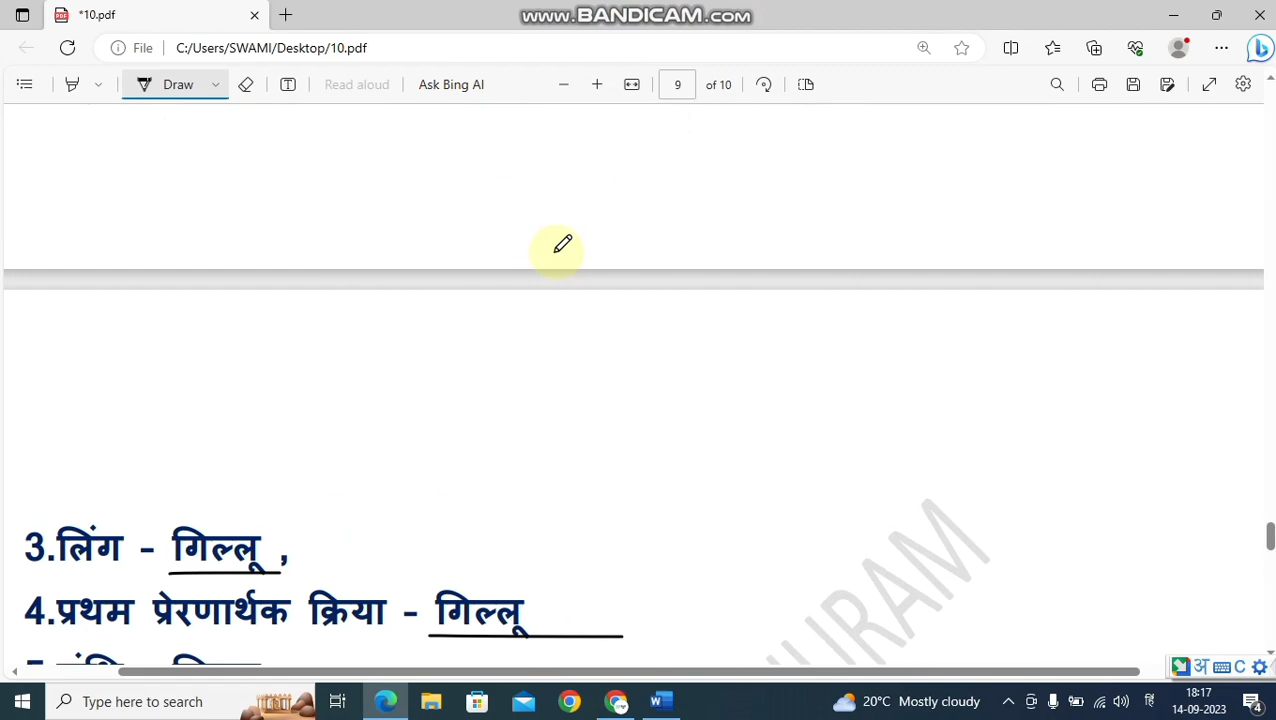 *10.pdf
www.BANDICAM.com
File C:/Users/SWAMI/Desktop/10.pdf
Draw Read aloud Ask Bing AI 9 of 10
3.लिंग - गिल्लू ,
4.प्रथम प्रेरणार्थक क्रिया - गिल्लू
Type here to search 20°C Mostly cloudy 18:17
14-09-2023